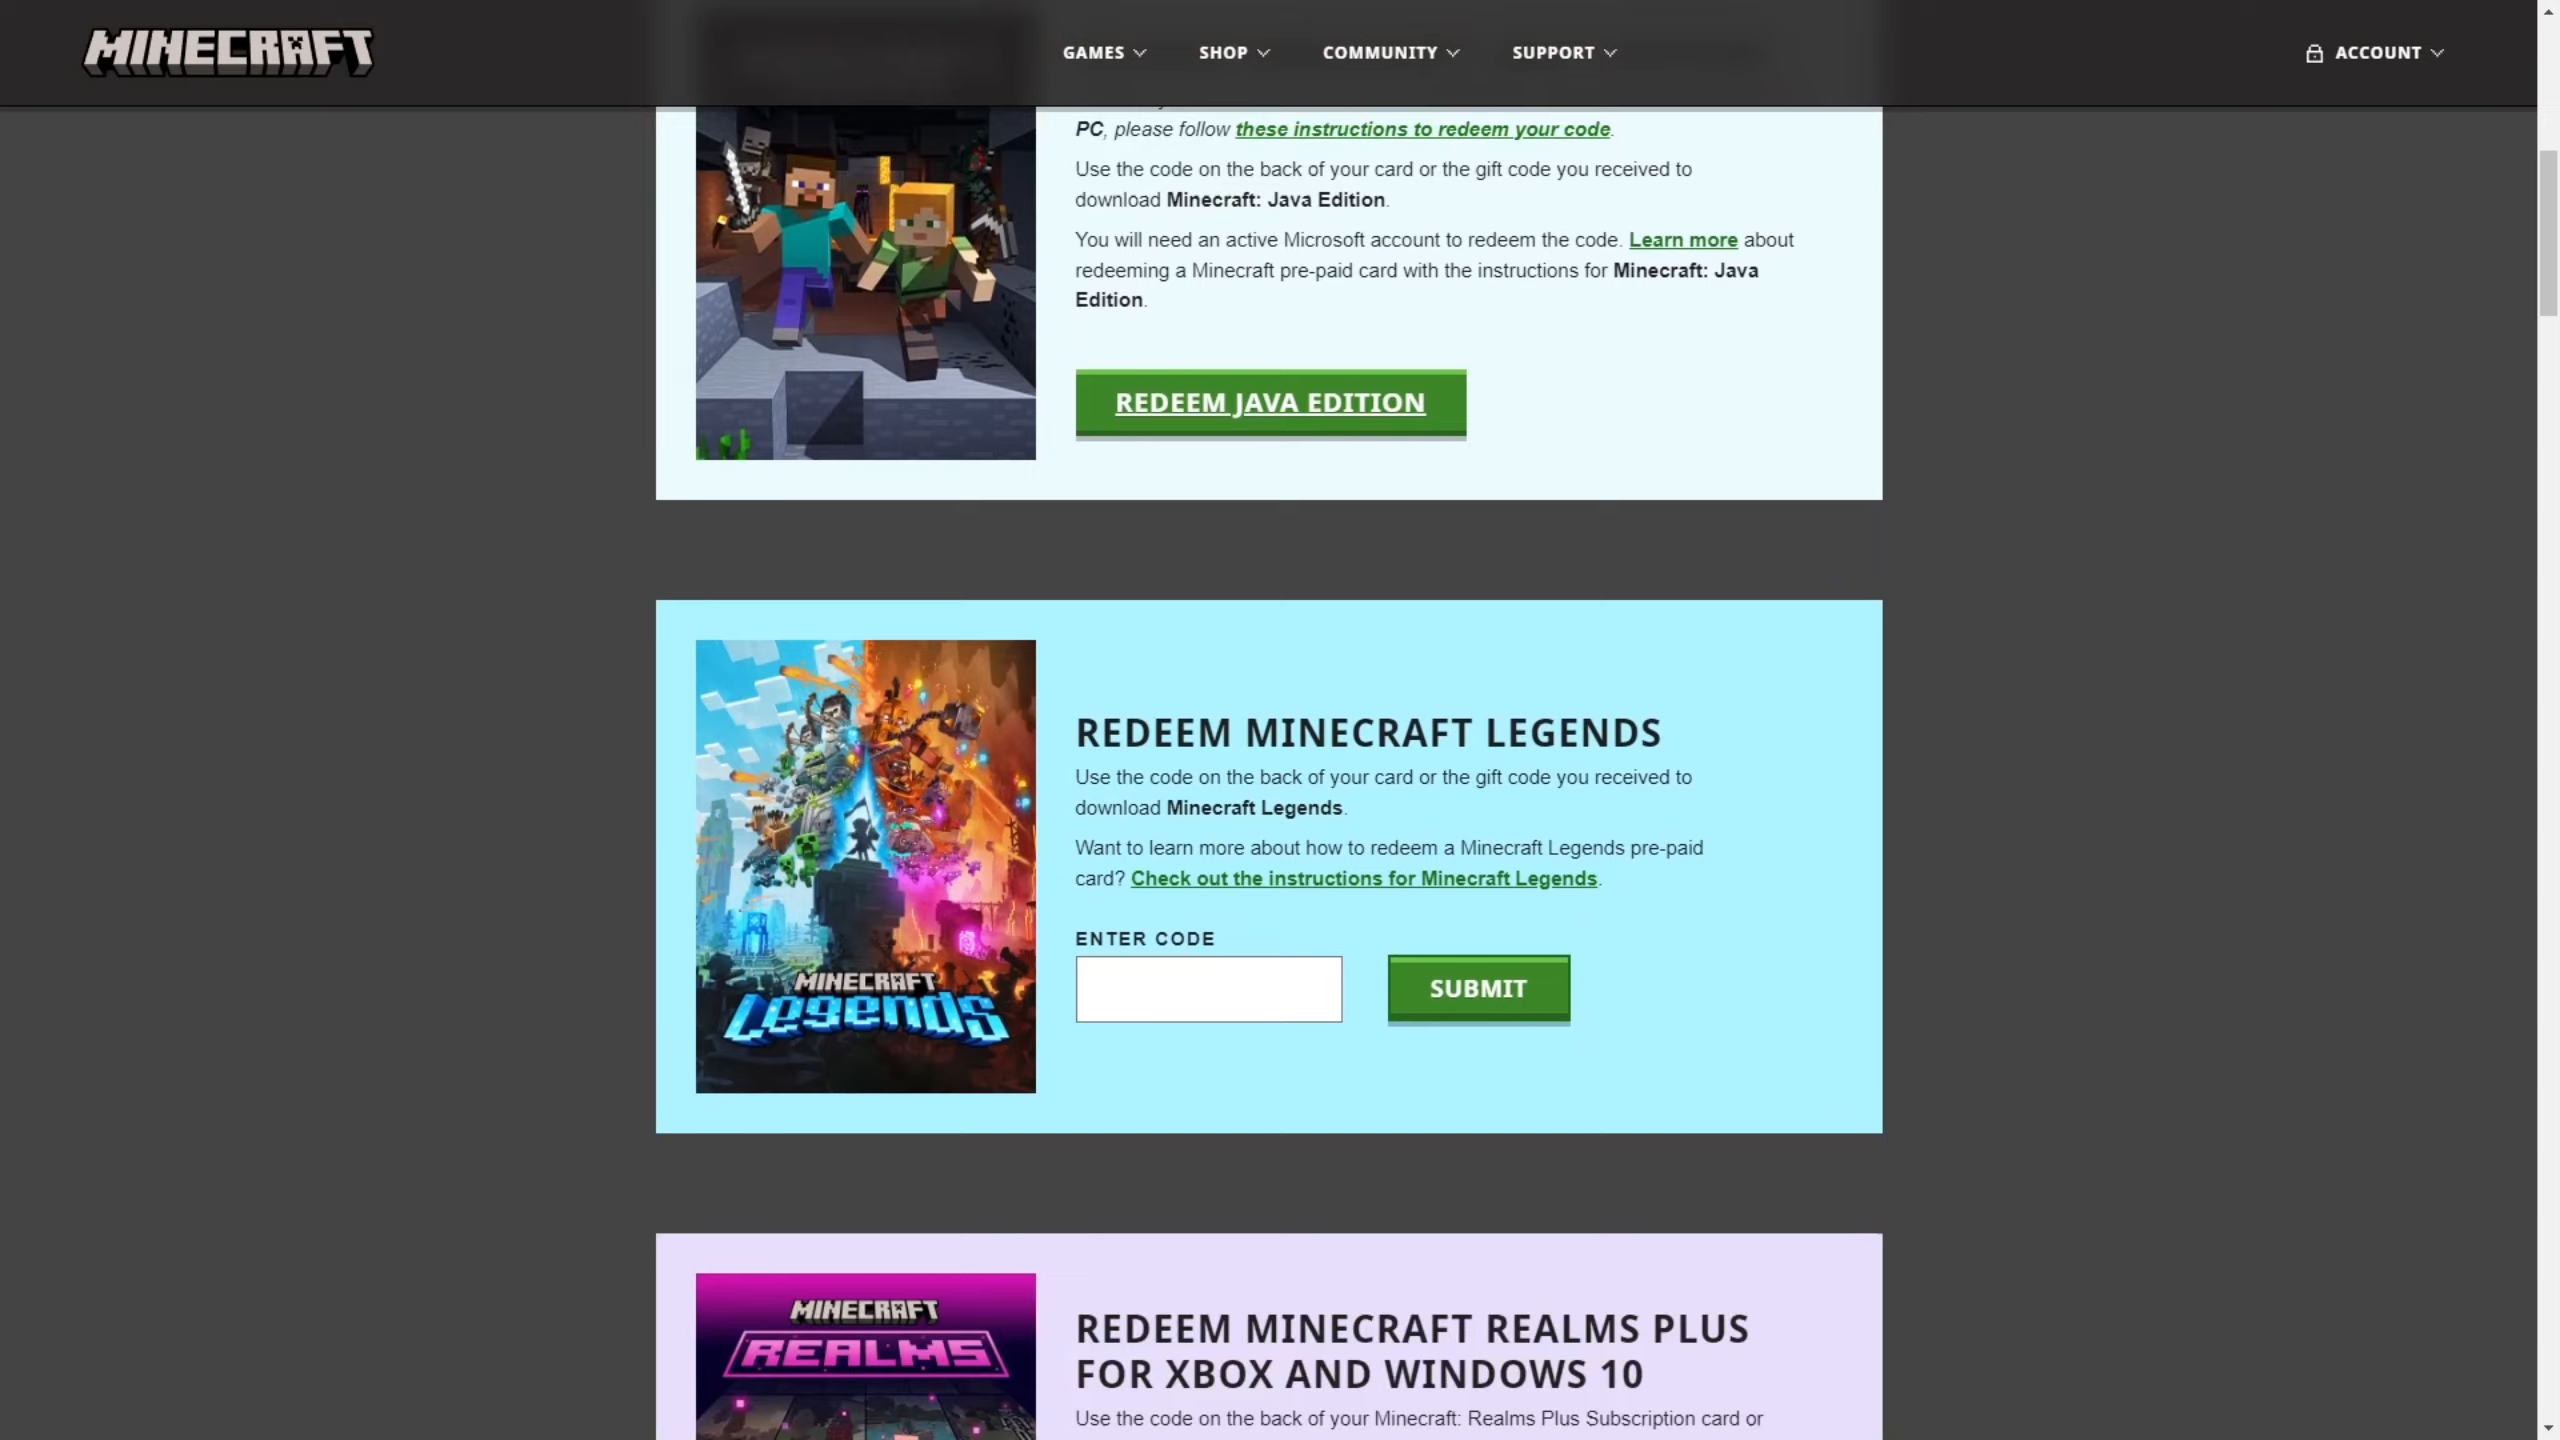 MINECRAFT
GAMES
SHOP
COMMUNITY
SUPPORT
ACCOUNT
PC, please follow these instructions to redeem your code.
Use the code on the back of your card or the gift code you received to
download Minecraft: Java Edition.
You will need an active Microsoft account to redeem the code. Learn more about
redeeming a Minecraft pre-paid card with the instructions for Minecraft: Java
Edition.
REDEEM JAVA EDITION
MINECRAFT
Legends
REDEEM MINECRAFT LEGENDS
Use the code on the back of your card or the gift code you received to
download Minecraft Legends.
Want to learn more about how to redeem a Minecraft Legends pre-paid
card? Check out the instructions for Minecraft Legends.
ENTER CODE
SUBMIT
MINECRAFT
REALMS
REDEEM MINECRAFT REALMS PLUS
FOR XBOX AND WINDOWS 10
Use the code on the back of your Minecraft: Realms Plus Subscription card or